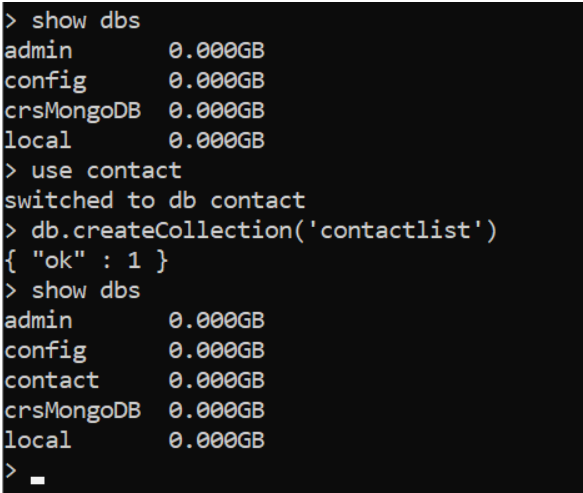 > show dbs
admin       0.000GB
config      0.000GB
crsMongoDB  0.000GB
local       0.000GB
> use contact
switched to db contact
> db.createCollection('contactlist')
{ "ok" : 1 }
> show dbs
admin       0.000GB
config      0.000GB
contact     0.000GB
crsMongoDB  0.000GB
local       0.000GB
>